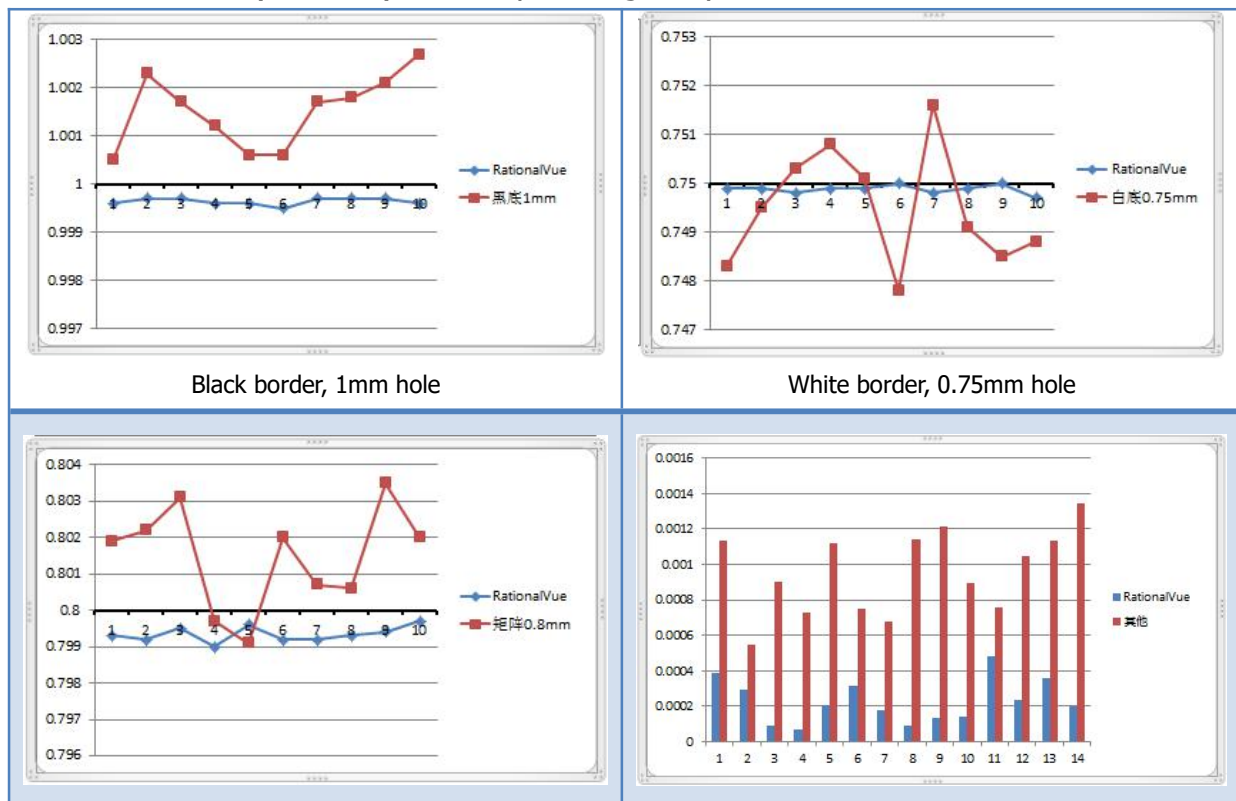 1.003
1.002
1.001
1
0.999
0.998
0.997
1 2 3 4 5 6 7 8 9 10
RationalVue
黑底1mm
Black border, 1mm hole
0.753
0.752
0.751
0.75
0.749
0.748
0.747
1 2 3 4 5 6 7 8 9 10
RationalVue
白底0.75mm
White border, 0.75mm hole
0.804
0.803
0.802
0.801
0.8
0.799
0.798
0.797
0.796
1 2 3 4 5 6 7 8 9 10
RationalVue
矩阵0.8mm
0.0016
0.0014
0.0012
0.001
0.0008
0.0006
0.0004
0.0002
0
1 2 3 4 5 6 7 8 9 10 11 12 13 14
RationalVue
其他